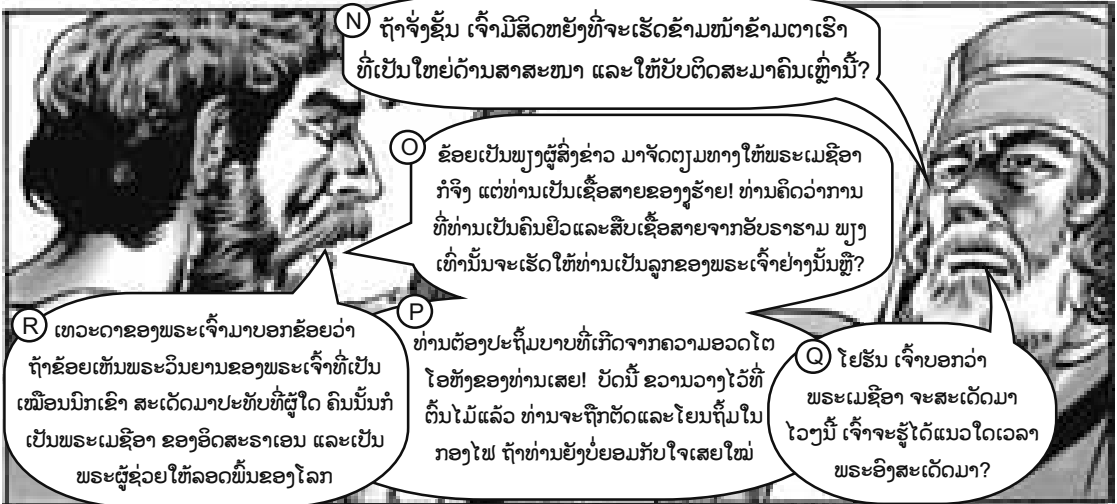 N ຖ້າຈັ່ງຊັ້ນ ເຈົ້າມີສິດຫຍັງທີ່ຈະເຮັດຂ້າມໜ້າຂ້າມຕາເຮົາ
ທີ່ເປັນໃຫຍ່ດ້ານສາສະໜາ ແລະໃຫ້ບັບຕິດສະມາຄົນເຫຼົ່ານີ້?
O ຂ້ອຍເປັນພຽງຜູ້ສົ່ງຂ່າວ ມາຈັດຕຽມທາງໃຫ້ພຣະເມຊີອາ
ກໍຈິງ ແຕ່ທ່ານເປັນເຊື້ອສາຍຂອງງູຮ້າຍ! ທ່ານຄິດວ່າການ
ທີ່ທ່ານເປັນຄົນຢິວແລະສືບເຊື້ອສາຍຈາກອັບຣາຮາມ ພຽງ
ເທົ່ານັ້ນຈະເຮັດໃຫ້ທ່ານເປັນລູກຂອງພຣະເຈົ້າຢ່າງນັ້ນຫຼື?
P
ທ່ານຕ້ອງປະຖິ້ມບາບທີ່ເກີດຈາກຄວາມອວດໂຕ
ໂອຫັງຂອງທ່ານເສຍ! ບັດນີ້ ຂວານວາງໄວ້ທີ່
ຕົ້ນໄມ້ແລ້ວ ທ່ານຈະຖືກຕັດແລະໂຍນຖິ້ມໃນ
ກອງໄຟ ຖ້າທ່ານຍັງບໍ່ຍອມກັບໃຈເສຍໃໝ່
Q ໂຢຮັນ ເຈົ້າບອກວ່າ
ພຣະເມຊີອາ ຈະສະເດັດມາ
ໄວໆນີ້ ເຈົ້າຈະຮູ້ໄດ້ແນວໃດເວລາ
ພຣະອົງສະເດັດມາ?
R ເທວະດາຂອງພຣະເຈົ້າມາບອກຂ້ອຍວ່າ
ຖ້າຂ້ອຍເຫັນພຣະວິນຍານຂອງພຣະເຈົ້າທີ່ເປັນ
ເໝືອນນົກເຂົາ ສະເດັດມາປະທັບທີ່ຜູ້ໃດ ຄົນນັ້ນກໍ
ເປັນພຣະເມຊີອາ ຂອງອິດສະຣາເອນ ແລະເປັນ
ພຣະຜູ້ຊ່ວຍໃຫ້ລອດພົ້ນຂອງໂລກ